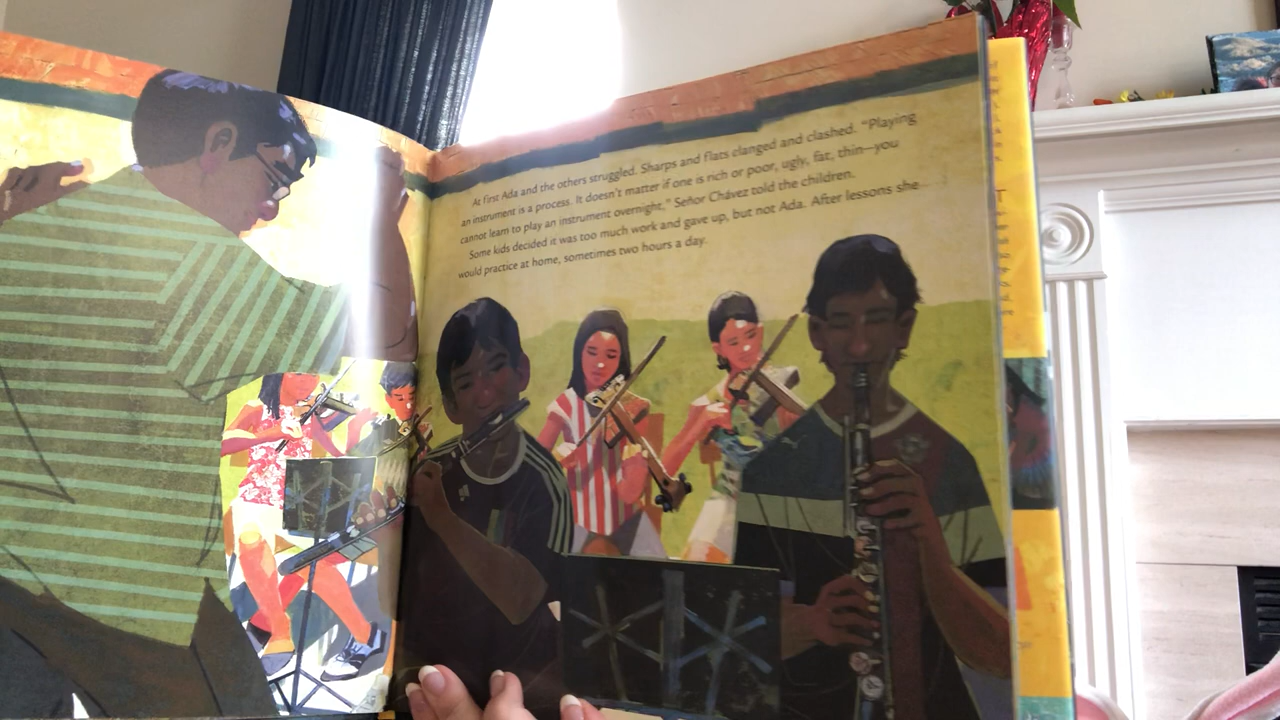 At first Ada and the others struggled. Sharps and flats clanged and clashed. “Playing
an instrument is a process. It doesn’t matter if one is rich or poor, ugly, fat, thin—you
cannot learn to play an instrument overnight,” Señor Chávez told the children.
Some kids decided it was too much work and gave up, but not Ada. After lessons she
would practice at home, sometimes two hours a day.